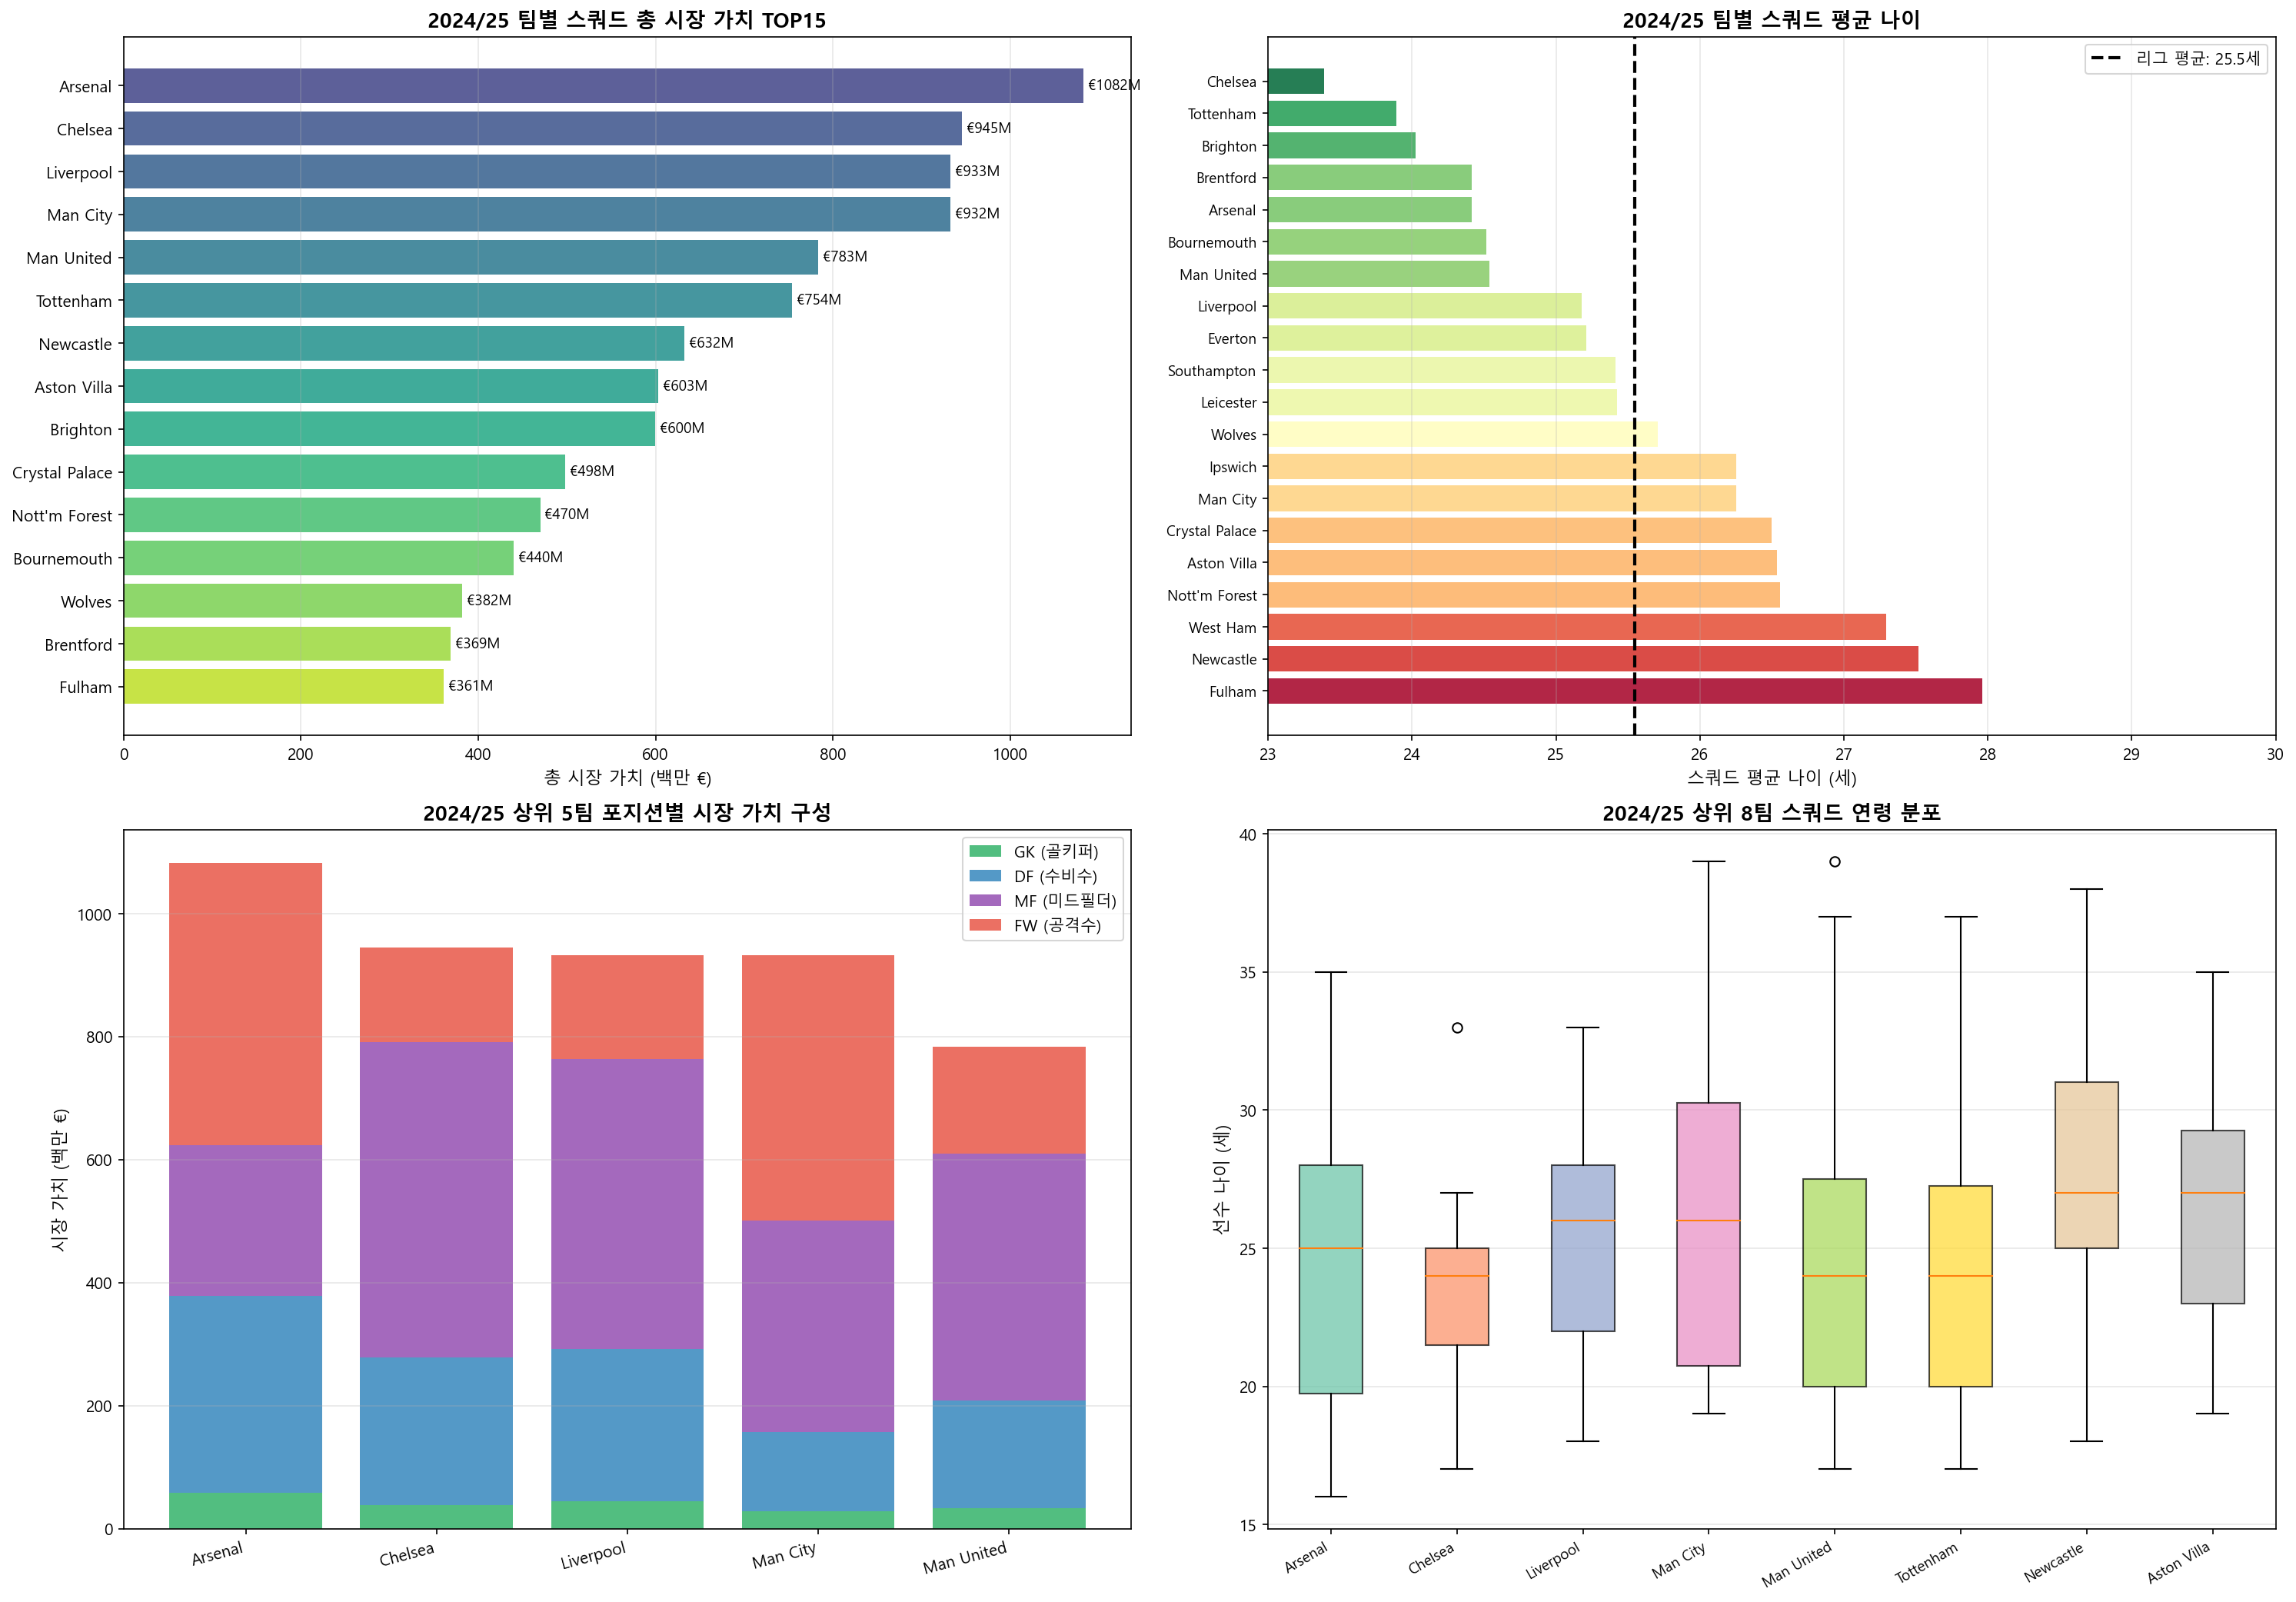 2024/25 팀별 스쿼드 총 시장 가치 TOP15
Arsenal
€1082M
Chelsea
€945M
Liverpool
€933M
Man City
€932M
Man United
€783M
Tottenham
€754M
Newcastle
€632M
Aston Villa
€603M
Brighton
€600M
Crystal Palace
€498M
Nott'm Forest
€470M
Bournemouth
€440M
Wolves
€382M
Brentford
€369M
Fulham
€361M
0 200 400 600 800 1000
총 시장 가치 (백만 €)
2024/25 팀별 스쿼드 평균 나이
리그 평균: 25.5세
Chelsea
Tottenham
Brighton
Brentford
Arsenal
Bournemouth
Man United
Liverpool
Everton
Southampton
Leicester
Wolves
Ipswich
Man City
Crystal Palace
Aston Villa
Nott'm Forest
West Ham
Newcastle
Fulham
23 24 25 26 27 28 29 30
스쿼드 평균 나이 (세)
2024/25 상위 5팀 포지션별 시장 가치 구성
GK (골키퍼)
DF (수비수)
MF (미드필더)
FW (공격수)
시장 가치 (백만 €)
1000
800
600
400
200
0
Arsenal Chelsea Liverpool Man City Man United
2024/25 상위 8팀 스쿼드 연령 분포
선수 나이 (세)
40
35
30
25
20
15
Arsenal Chelsea Liverpool Man City Man United Tottenham Newcastle Aston Villa